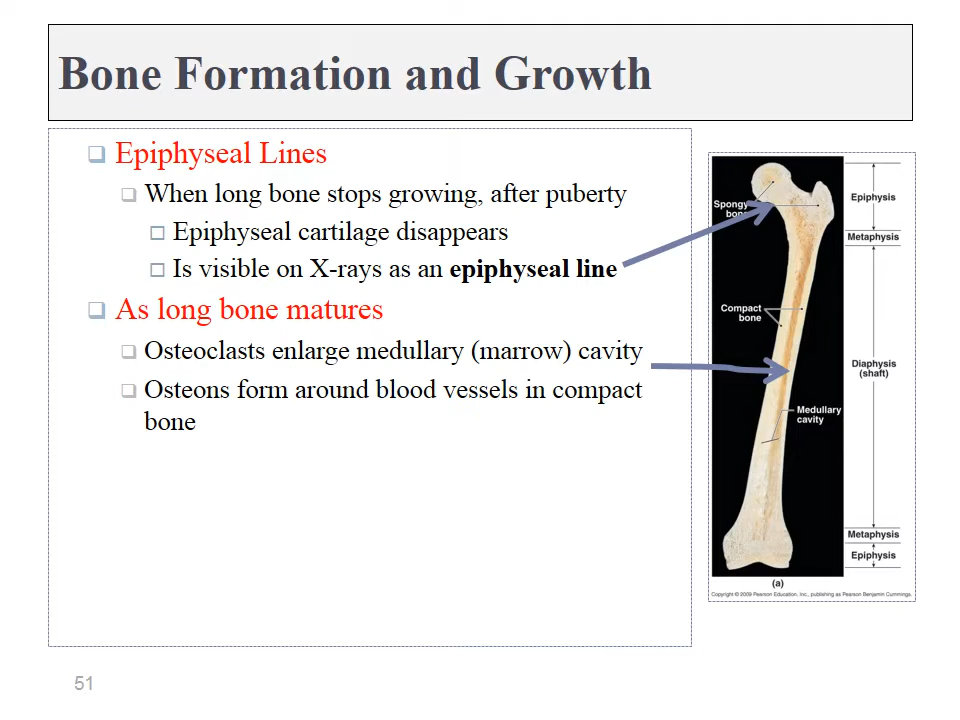 Bone Formation and Growth
Epiphyseal Lines
When long bone stops growing, after puberty
Epiphyseal cartilage disappears
Is visible on X-rays as an epiphyseal line
As long bone matures
Osteoclasts enlarge medullary (marrow) cavity
Osteons form around blood vessels in compact
bone
Spongy
bone
Epiphysis
Metaphysis
Compact
bone
Diaphysis
(shaft)
Medullary
cavity
Metaphysis
Epiphysis
(a)
Copyright © 2009 Pearson Education, Inc., publishing as Pearson Benjamin Cummings.
51